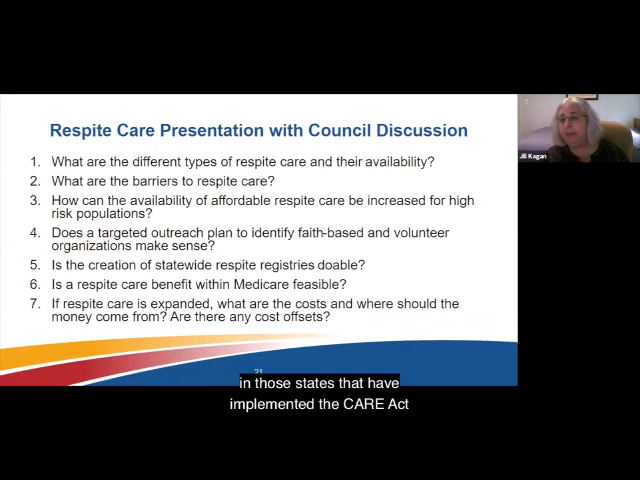 Respite Care Presentation with Council Discussion
1. What are the different types of respite care and their availability?
2. What are the barriers to respite care?
3. How can the availability of affordable respite care be increased for high
risk populations?
4. Does a targeted outreach plan to identify faith-based and volunteer
organizations make sense?
5. Is the creation of statewide respite registries doable?
6. Is a respite care benefit within Medicare feasible?
7. If respite care is expanded, what are the costs and where should the
money come from? Are there any cost offsets?
Jill Kagan
21
in those states that have
implemented the CARE Act